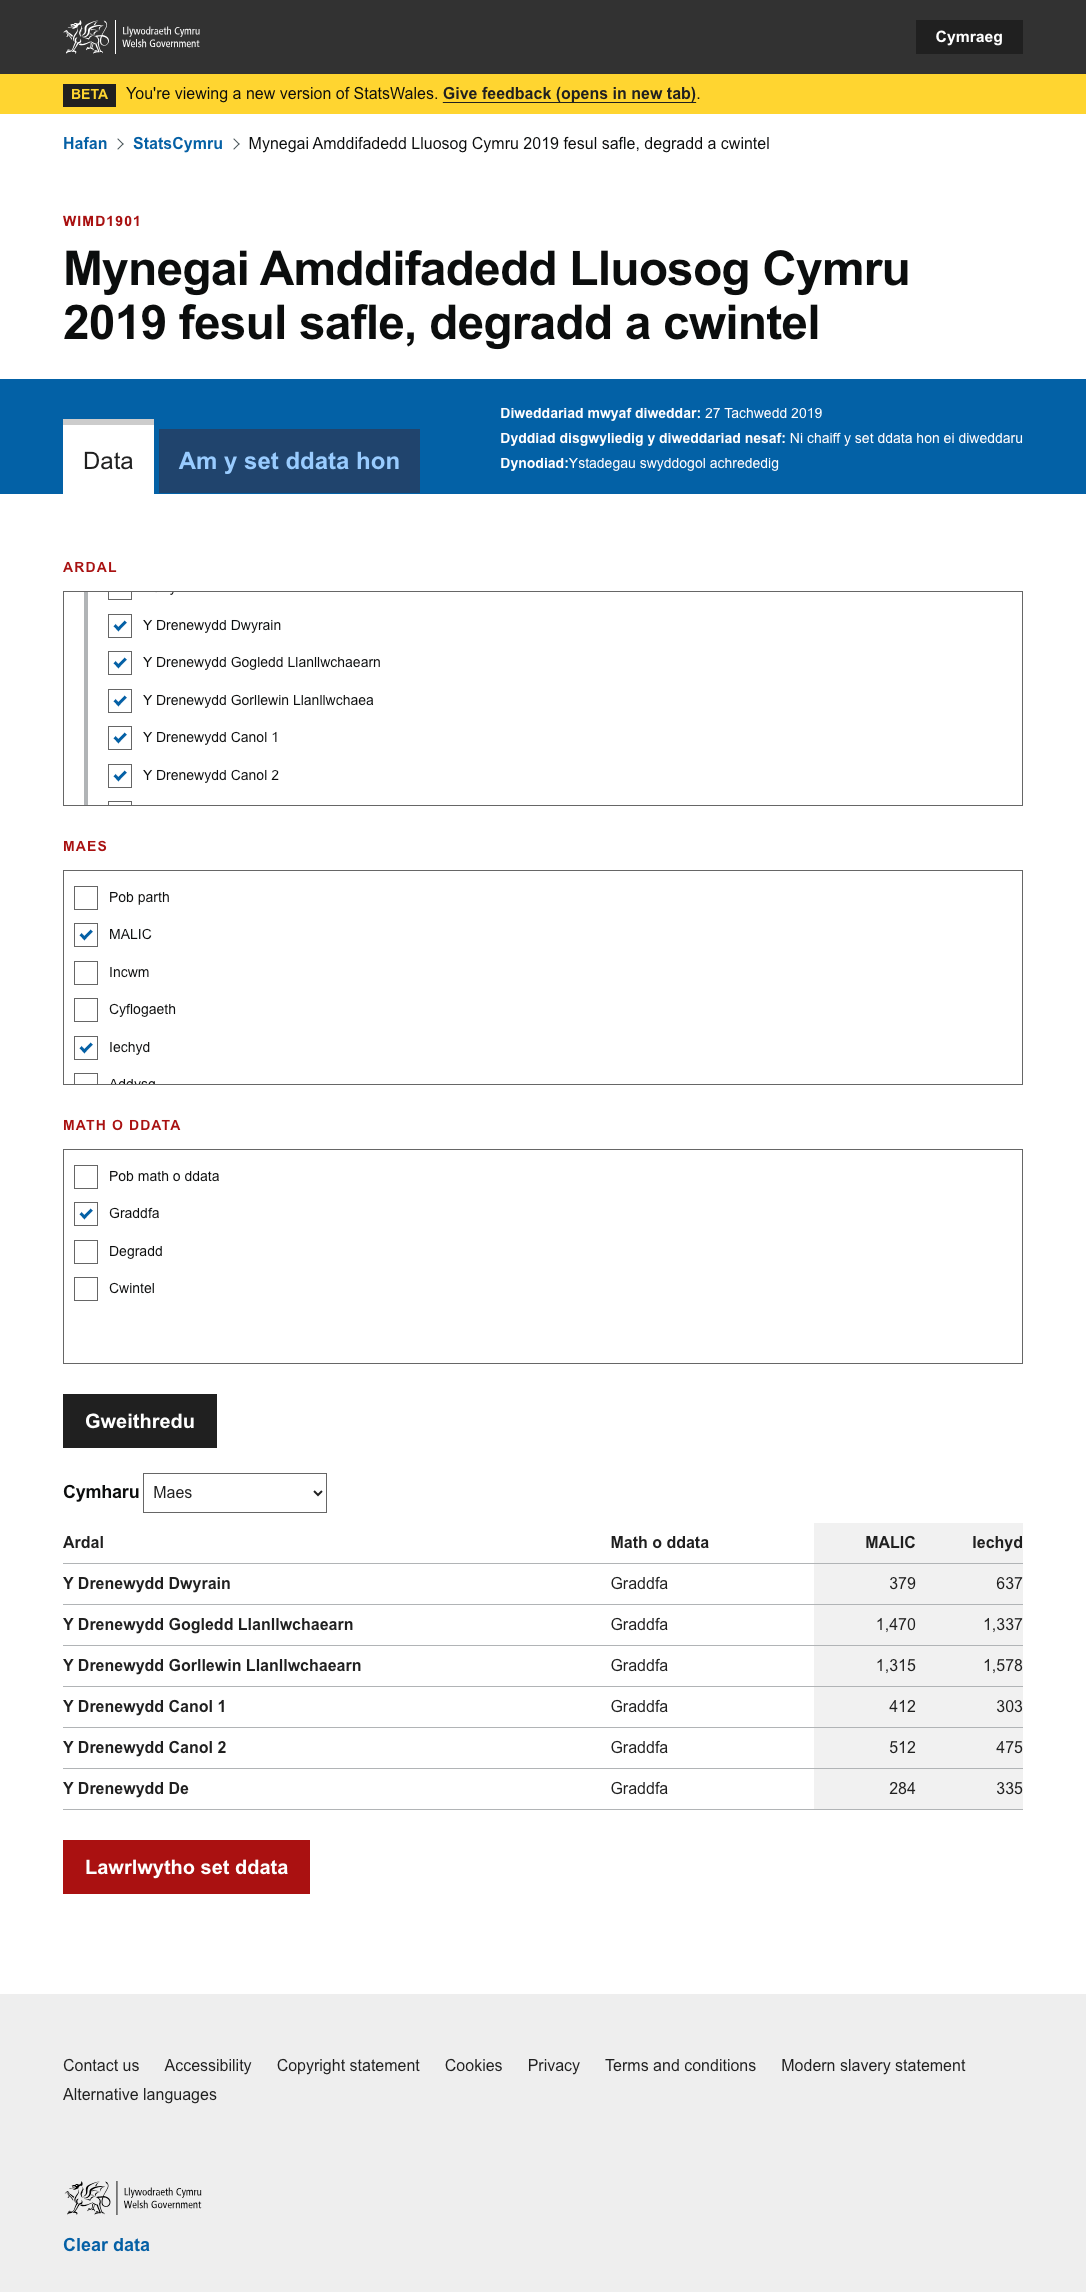 Llywodraeth Cymru
Welsh Government
Cymraeg
BETA You're viewing a new version of StatsWales. Give feedback (opens in new tab).
Hafan > StatsCymru > Mynegai Amddifadedd Lluosog Cymru 2019 fesul safle, degradd a cwintel
WIMD1901
Mynegai Amddifadedd Lluosog Cymru
2019 fesul safle, degradd a cwintel
Data
Am y set ddata hon
Diweddariad mwyaf diweddar: 27 Tachwedd 2019
Dyddiad disgwyliedig y diweddariad nesaf: Ni chaiff y set ddata hon ei diweddaru
Dynodiad:Ystadegau swyddogol achrededig
ARDAL
Y Drenewydd Dwyrain
Y Drenewydd Gogledd Llanllwchaearn
Y Drenewydd Gorllewin Llanllwchaea
Y Drenewydd Canol 1
Y Drenewydd Canol 2
MAES
Pob parth
MALIC
Incwm
Cyflogaeth
Iechyd
Addysg
MATH O DDATA
Pob math o ddata
Graddfa
Degradd
Cwintel
Gweithredu
Cymharu Maes
Ardal Math o ddata MALIC Iechyd
Y Drenewydd Dwyrain Graddfa 379 637
Y Drenewydd Gogledd Llanllwchaearn Graddfa 1,470 1,337
Y Drenewydd Gorllewin Llanllwchaearn Graddfa 1,315 1,578
Y Drenewydd Canol 1 Graddfa 412 303
Y Drenewydd Canol 2 Graddfa 512 475
Y Drenewydd De Graddfa 284 335
Lawrlwytho set ddata
Contact us Accessibility Copyright statement Cookies Privacy Terms and conditions Modern slavery statement
Alternative languages
Llywodraeth Cymru
Welsh Government
Clear data